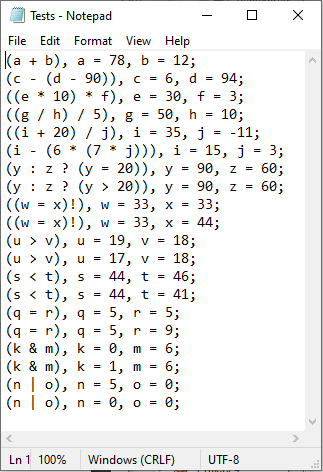 Tests - Notepad
File Edit Format View Help
(a + b), a = 78, b = 12;
(c - (d - 90)), c = 6, d = 94;
((e * 10) * f), e = 30, f = 3;
((g / h) / 5), g = 50, h = 10;
((i + 20) / j), i = 35, j = -11;
(i - (6 * (7 * j))), i = 15, j = 3;
(y : z ? (y = 20)), y = 90, z = 60;
(y : z ? (y > 20)), y = 90, z = 60;
((w = x)!), w = 33, x = 33;
((w = x)!), w = 33, x = 44;
(u > v), u = 19, v = 18;
(u > v), u = 17, v = 18;
(s < t), s = 44, t = 46;
(s < t), s = 44, t = 41;
(q = r), q = 5, r = 5;
(q = r), q = 5, r = 9;
(k & m), k = 0, m = 6;
(k & m), k = 1, m = 6;
(n | o), n = 5, o = 0;
(n | o), n = 0, o = 0;
Ln 1 100% Windows (CRLF) UTF-8